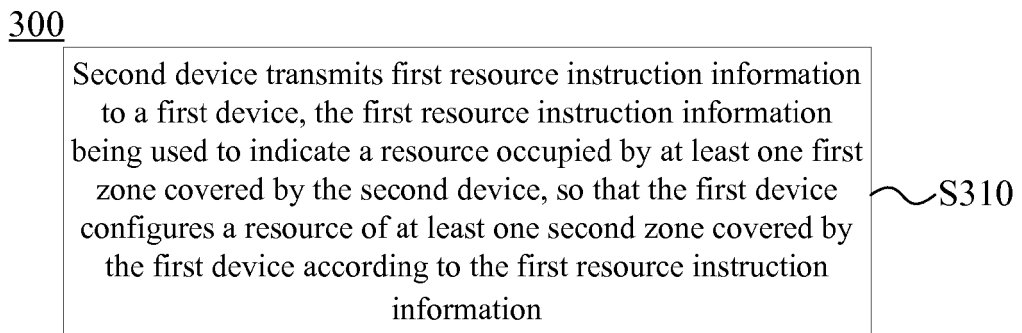 300
Second device transmits first resource instruction information
to a first device, the first resource instruction information
being used to indicate a resource occupied by at least one first
zone covered by the second device, so that the first device
configures a resource of at least one second zone covered by
the first device according to the first resource instruction
information
S310